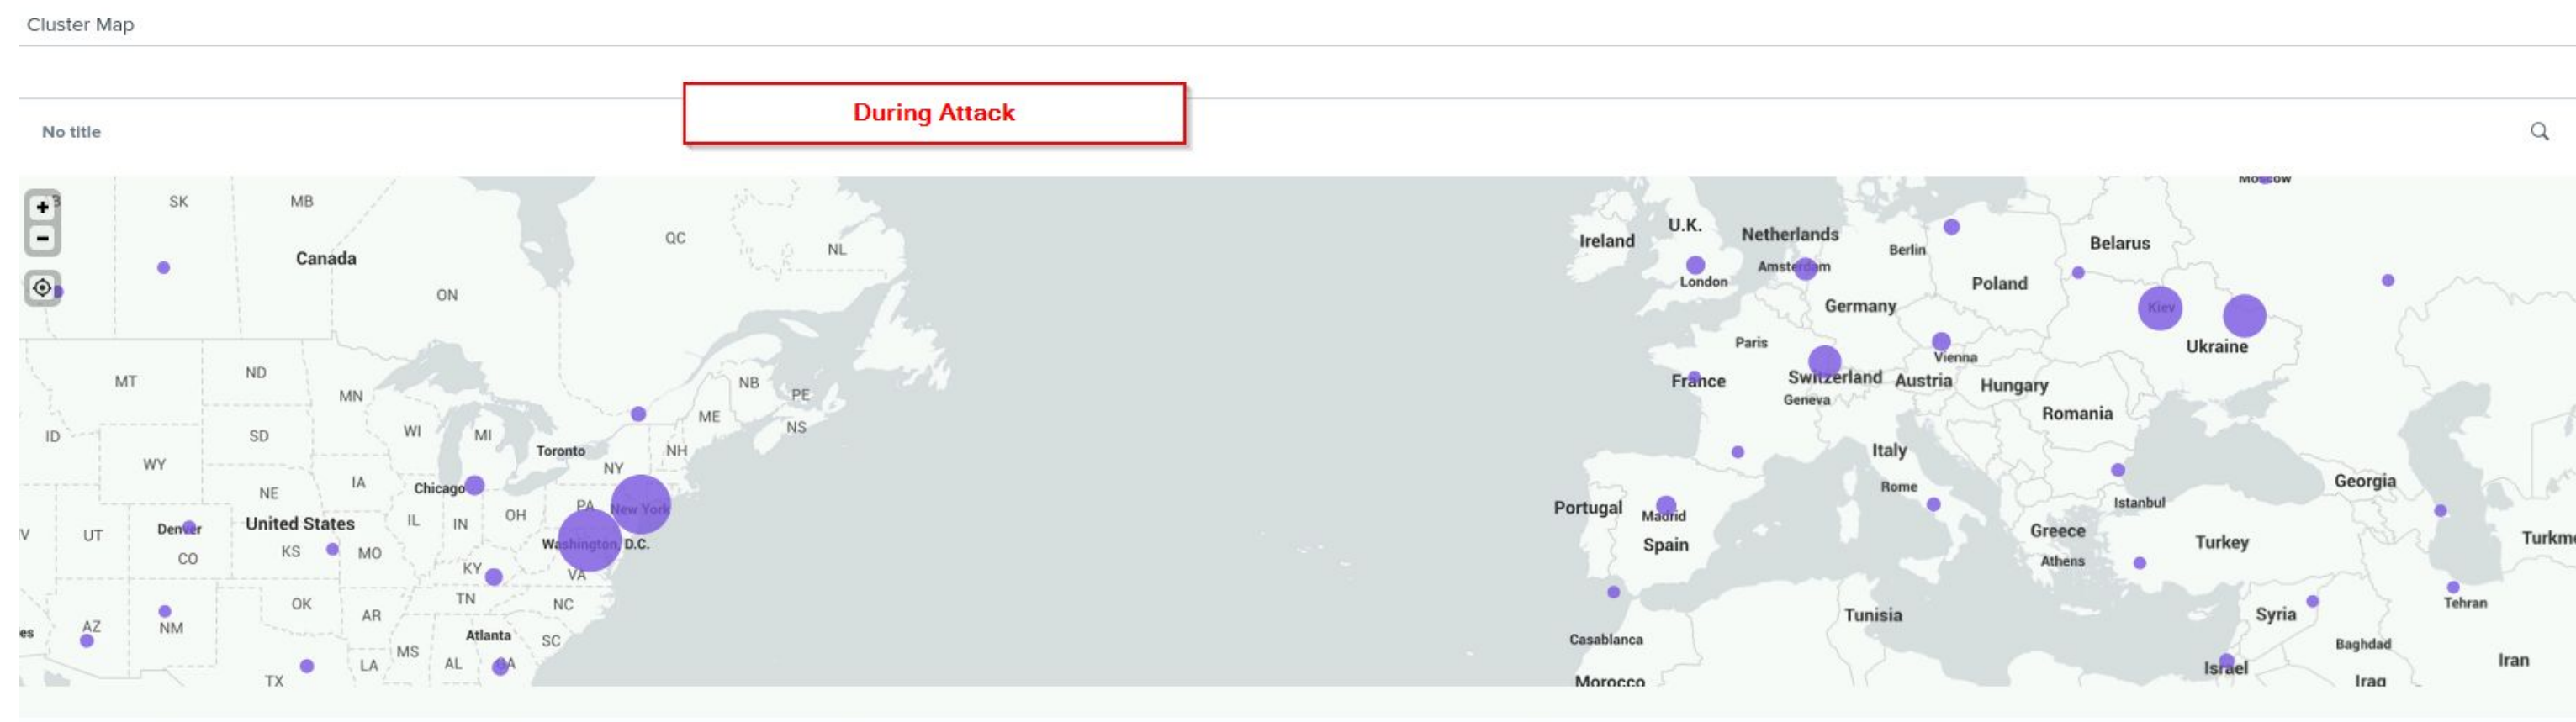 Cluster Map
During Attack
No title
Moscow
SK
MB
QC
NL
Canada
ON
U.K.
Ireland
Netherlands
Berlin
Belarus
Amsterdam
London
Poland
Germany
Kiev
Paris
Ukraine
Vienna
MT
ND
MN
NB
PE
ME
NS
France
Switzerland
Austria
Hungary
Geneva
Romania
ID
SD
WI
MI
Toronto
NH
WY
NY
Italy
NE
IA
Chicago
PA
New York
Rome
Georgia
Istanbul
UT
Denver
United States
IL
IN
OH
Portugal
Madrid
Greece
CO
KS
MO
Washington, D.C.
Spain
Turkey
Turkm
Athens
KY
VA
OK
TN
NC
Tehran
AZ
NM
AR
Tunisia
Syria
es
Atlanta
SC
Casablanca
Baghdad
MS
LA
AL
GA
Israel
Iran
TX
Morocco
Iraq